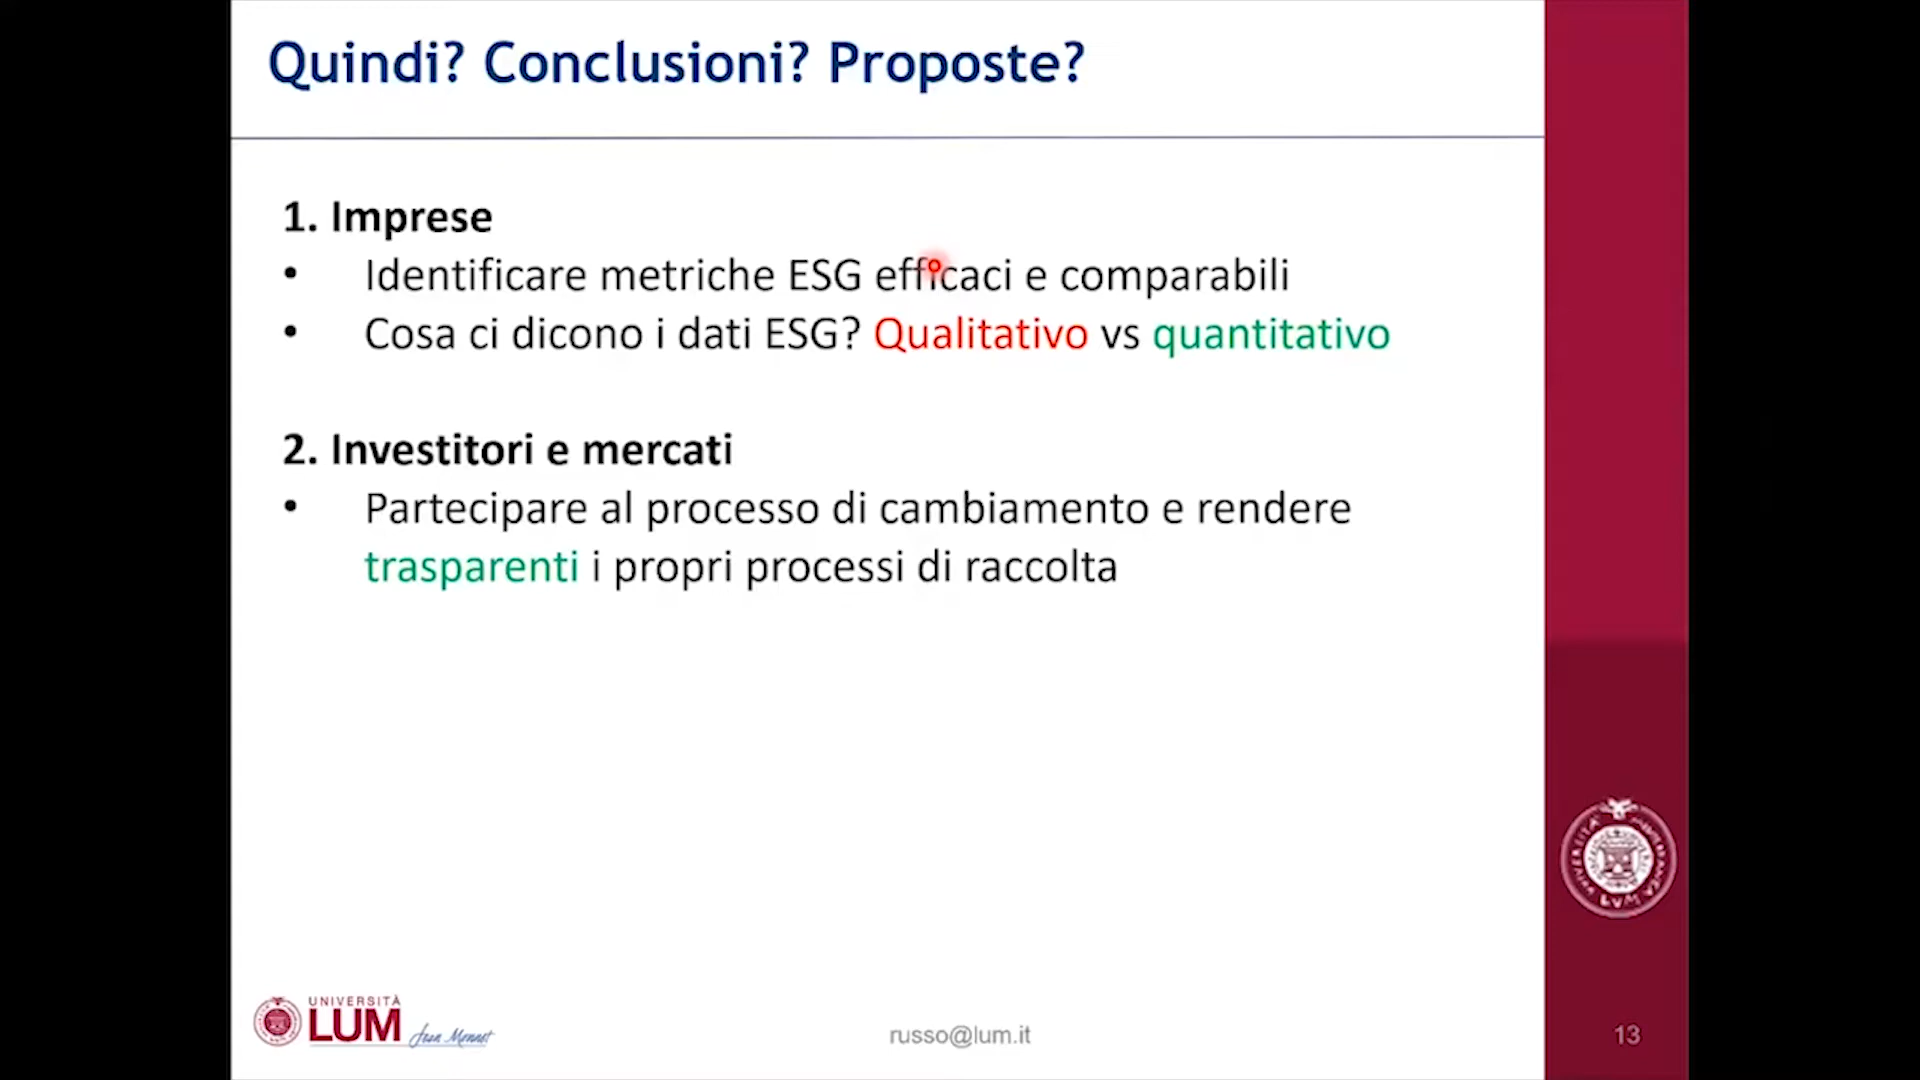 Quindi? Conclusioni? Proposte?
1. Imprese
• Identificare metriche ESG efficaci e comparabili
• Cosa ci dicono i dati ESG? Qualitativo vs quantitativo
2. Investitori e mercati
• Partecipare al processo di cambiamento e rendere
trasparenti i propri processi di raccolta
UNIVERSITÀ
LUM Jean Monnet
russo@lum.it
13